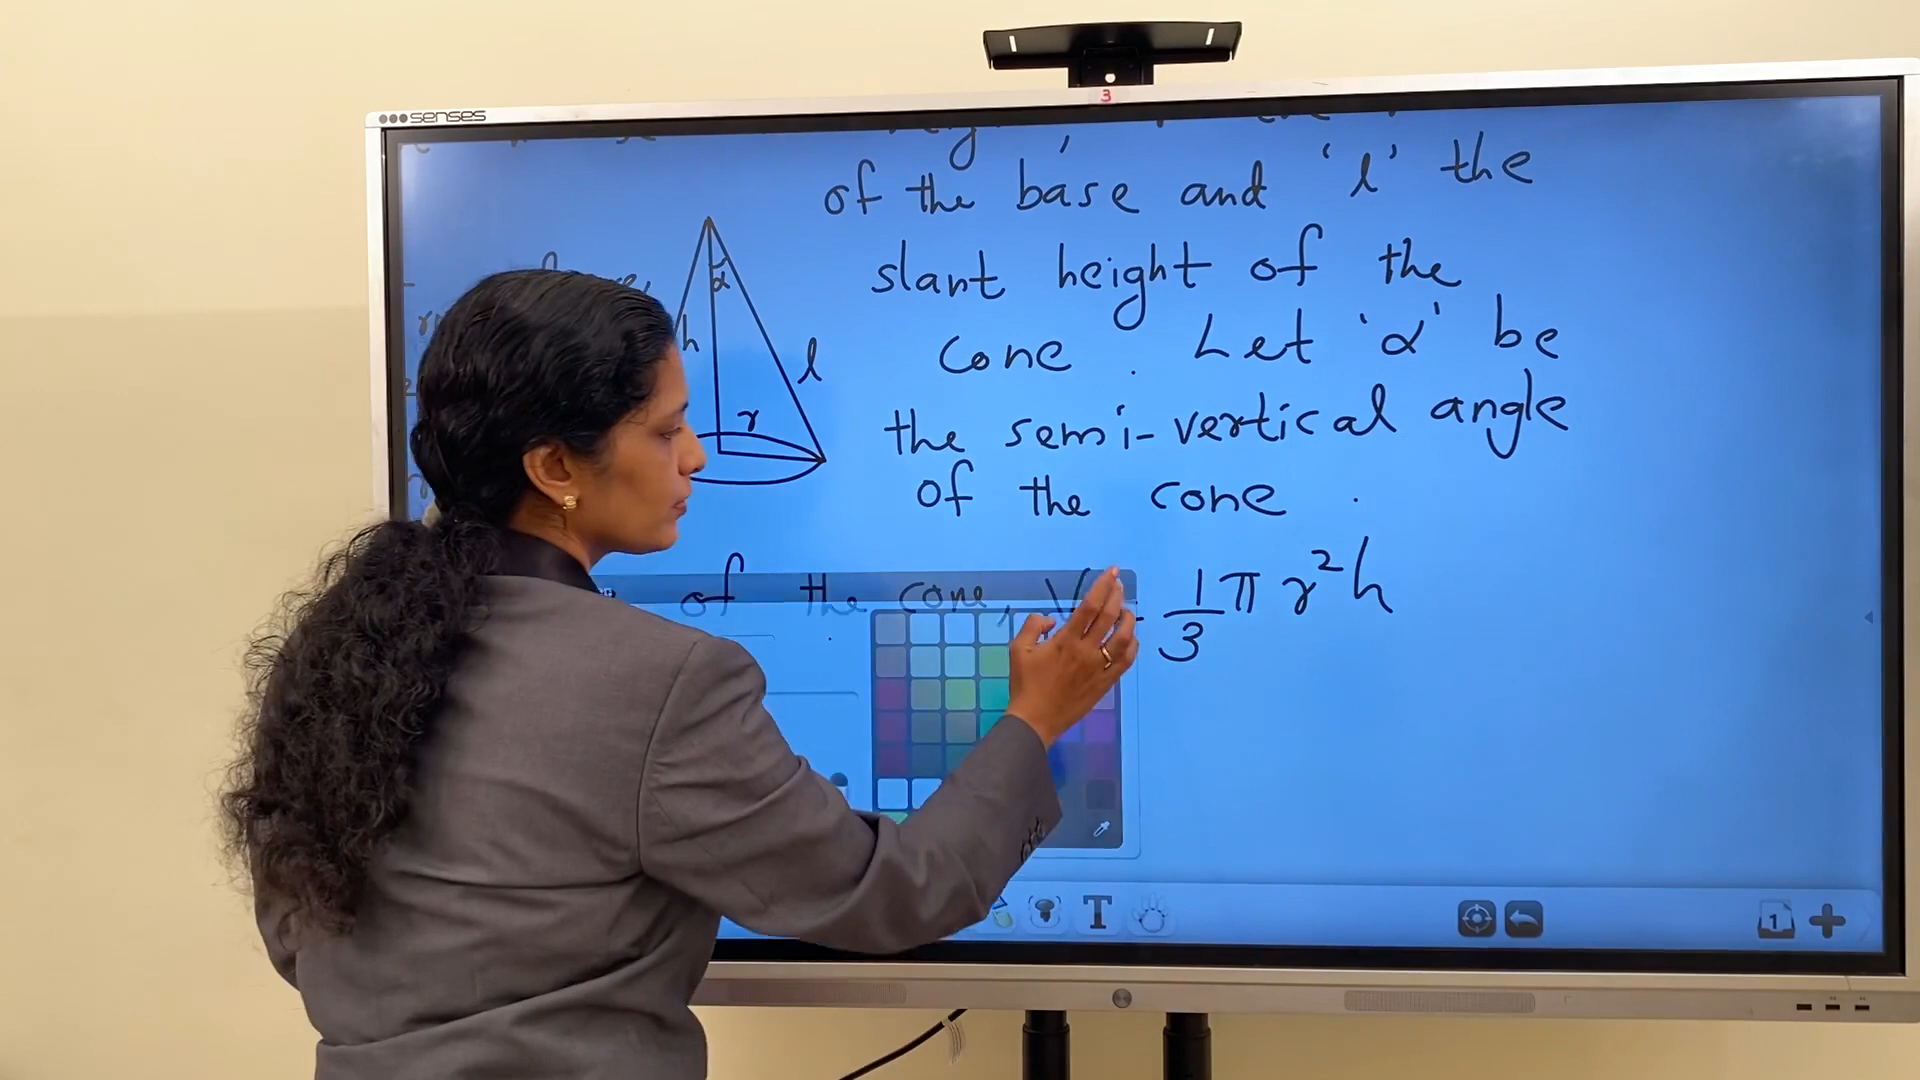 senses
3
of the base and 'l' the
slant height of the
cone. Let 'α' be
the semi-vertical angle
of the cone.
α
h
l
r
of the cone, V = 1/3 π r²h
T
1